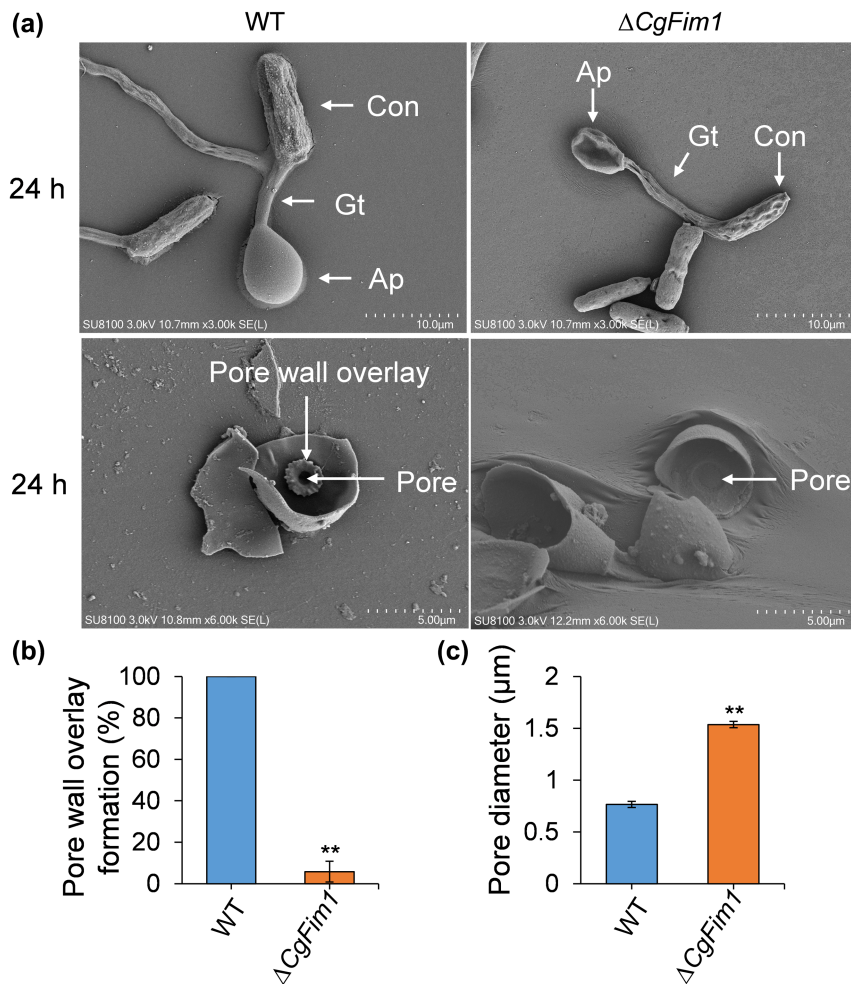 (a)
WT
ΔCgFim1
24 h
Con
Gt
Ap
SU8100 3.0kV 10.7mm x3.00k SE(L)
10.0µm
Ap
Gt
Con
SU8100 3.0kV 10.7mm x3.00k SE(L)
10.0µm
24 h
Pore wall overlay
Pore
SU8100 3.0kV 10.8mm x6.00k SE(L)
5.00µm
Pore
SU8100 3.0kV 12.2mm x6.00k SE(L)
5.00µm
(b)
Pore wall overlay
formation (%)
100
80
60
40
20
0
**
WT
ΔCgFim1
(c)
Pore diameter (µm)
2
1.5
1
0.5
0
**
WT
ΔCgFim1